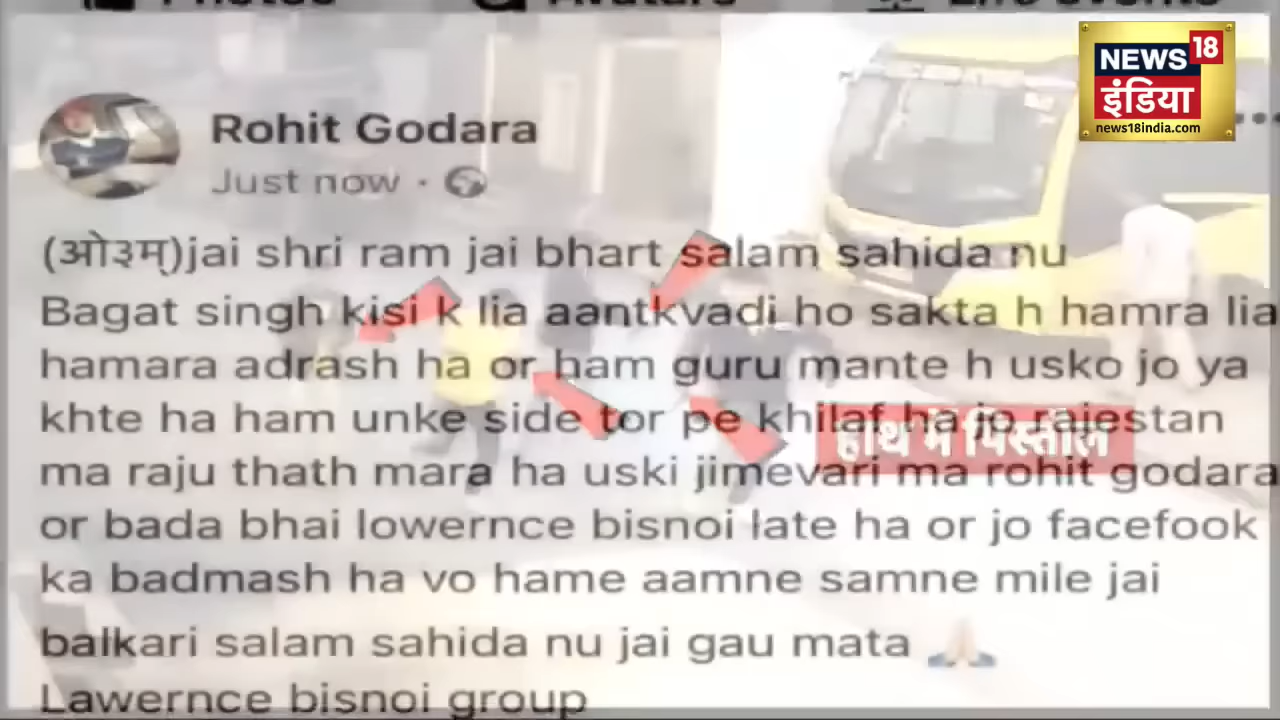 Photos
Avatars
Life events
NEWS 18
इंडिया
news18india.com
Rohit Godara
Just now ·
(ओ३म्)jai shri ram jai bhart salam sahida nu
Bagat singh kisi k lia aantkvadi ho sakta h hamra lia
hamara adrash ha or ham guru mante h usko jo ya
khte ha ham unke side tor pe khilaf ha jo rajestan
हाथ में पिस्तौल
ma raju thath mara ha uski jimevari ma rohit godara
or bada bhai lowernce bisnoi late ha or jo facefook
ka badmash ha vo hame aamne samne mile jai
balkari salam sahida nu jai gau mata 🙏🏻
Lawernce bisnoi group